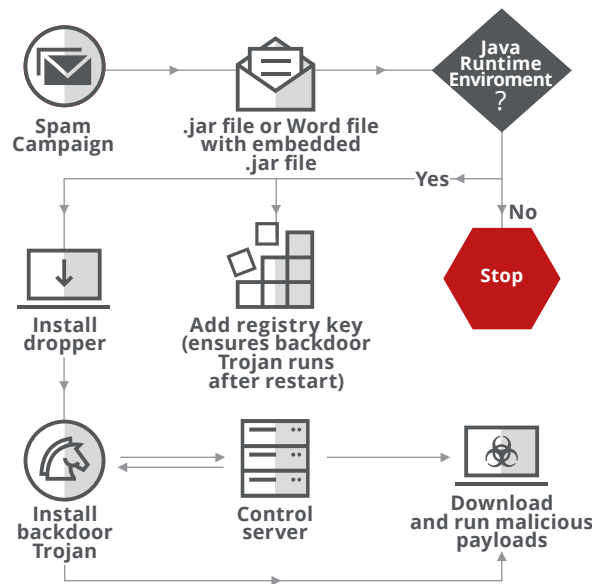 Java
Runtime
Enviroment
?
Spam
Campaign
.jar file or Word file
with embedded
.jar file
Yes
No
Stop
Install
dropper
Add registry key
(ensures backdoor
Trojan runs
after restart)
Install
backdoor
Trojan
Control
server
Download
and run malicious
payloads